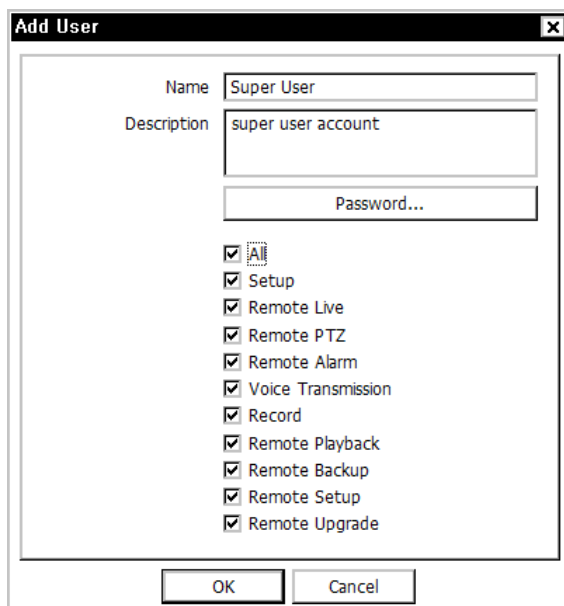 Add User
Name Super User
Description super user account
Password...
All
Setup
Remote Live
Remote PTZ
Remote Alarm
Voice Transmission
Record
Remote Playback
Remote Backup
Remote Setup
Remote Upgrade
OK Cancel